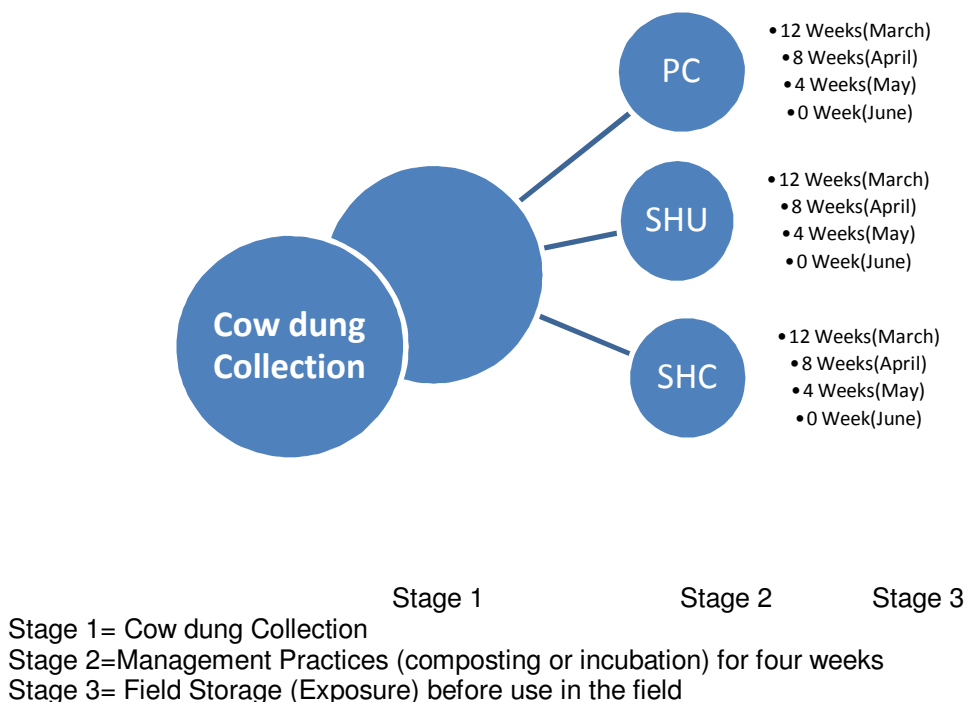 PC
• 12 Weeks(March)
• 8 Weeks(April)
• 4 Weeks(May)
• 0 Week(June)
SHU
• 12 Weeks(March)
• 8 Weeks(April)
• 4 Weeks(May)
• 0 Week(June)
Cow dung
Collection
SHC
• 12 Weeks(March)
• 8 Weeks(April)
• 4 Weeks(May)
• 0 Week(June)
Stage 1 Stage 2 Stage 3
Stage 1= Cow dung Collection
Stage 2=Management Practices (composting or incubation) for four weeks
Stage 3= Field Storage (Exposure) before use in the field